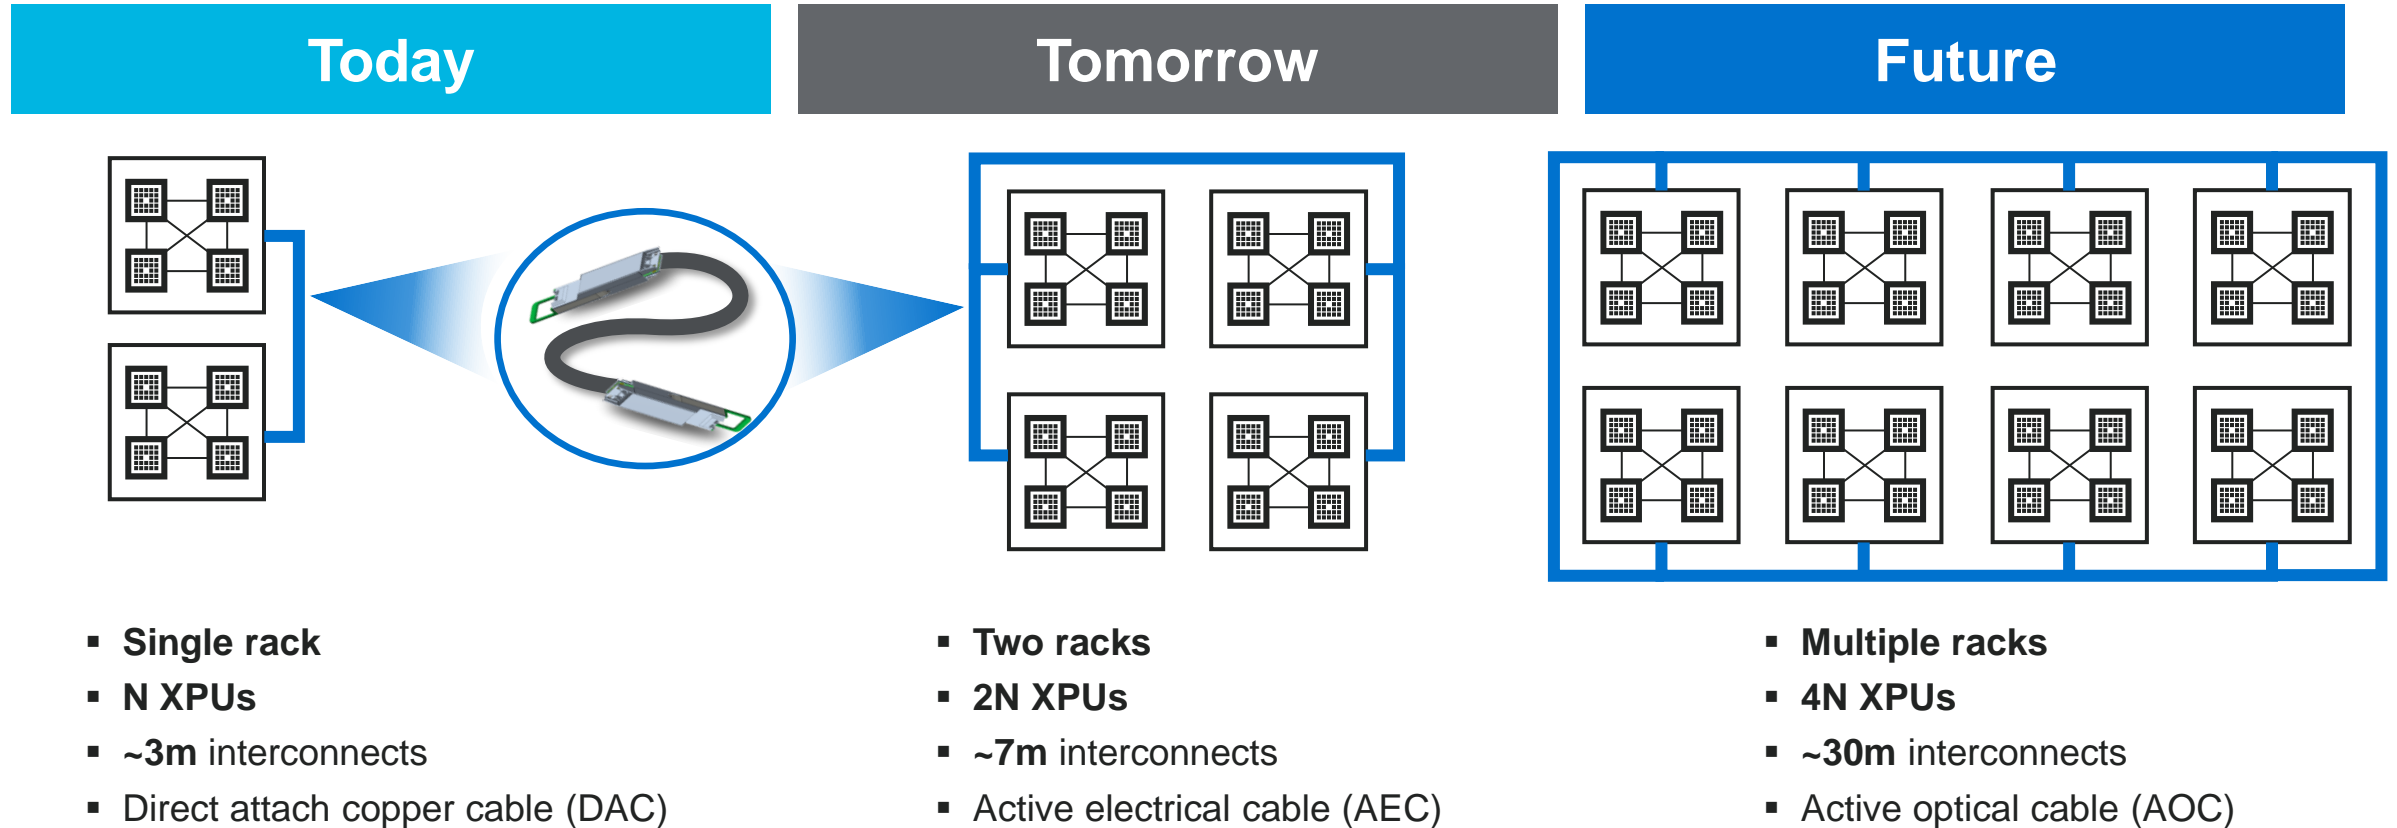 Today
Tomorrow
Future
▪ Single rack
▪ N XPUs
▪ ~3m interconnects
▪ Direct attach copper cable (DAC)
▪ Two racks
▪ 2N XPUs
▪ ~7m interconnects
▪ Active electrical cable (AEC)
▪ Multiple racks
▪ 4N XPUs
▪ ~30m interconnects
▪ Active optical cable (AOC)